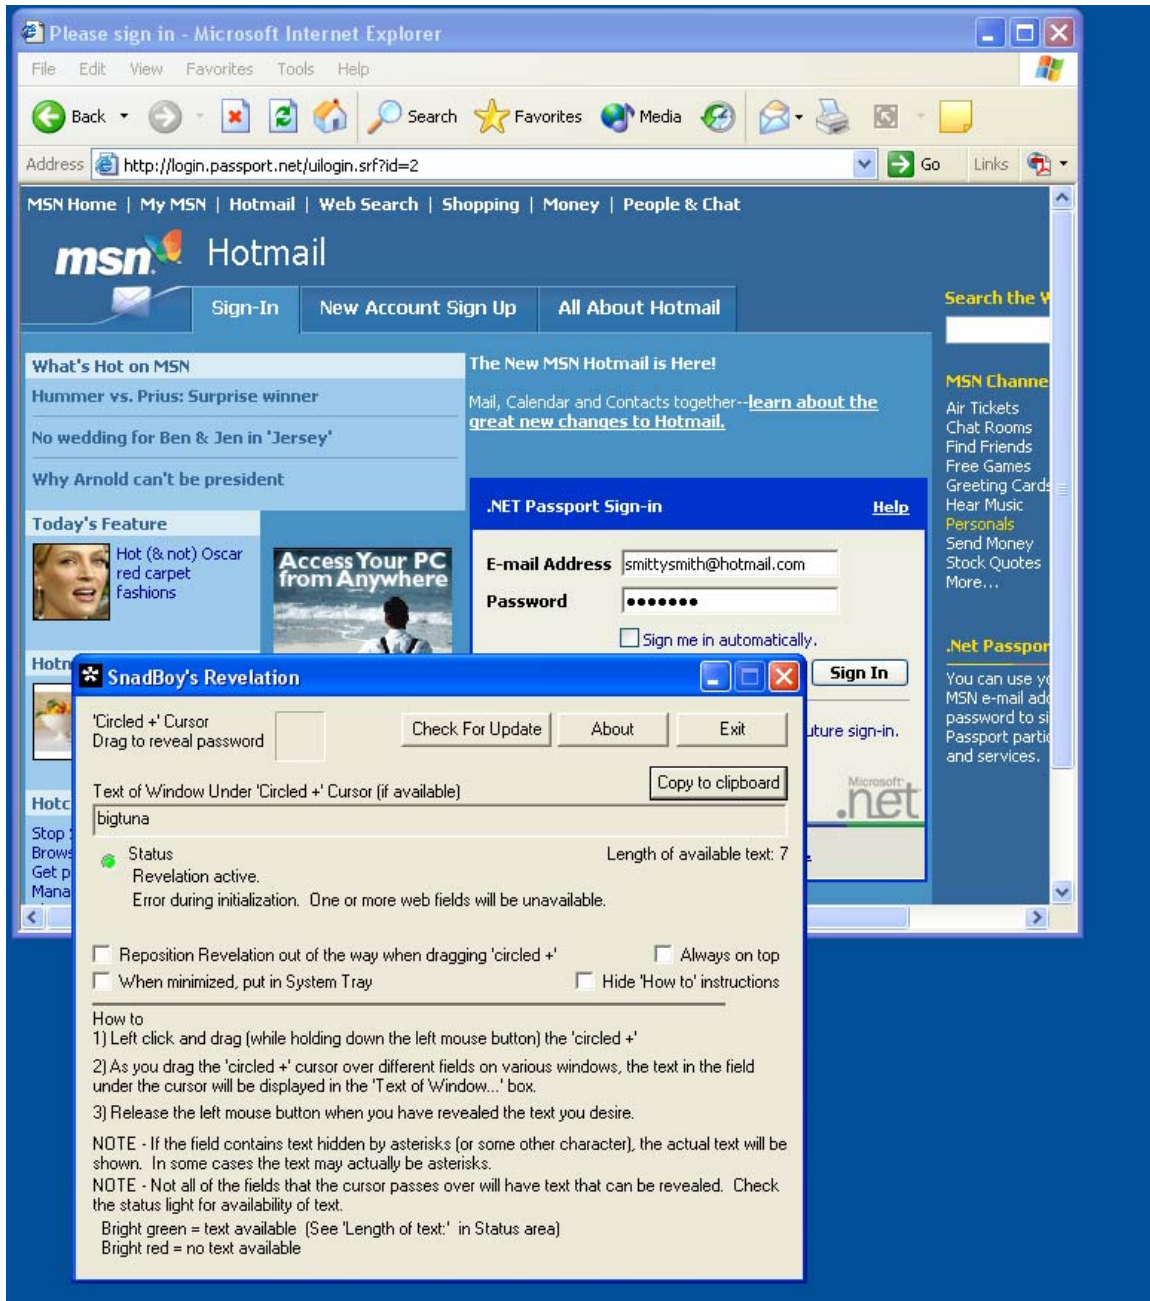 Please sign in - Microsoft Internet Explorer
File Edit View Favorites Tools Help
Back Search Favorites Media
Address http://login.passport.net/uilogin.srf?id=2 Go Links
MSN Home | My MSN | Hotmail | Web Search | Shopping | Money | People & Chat
msn Hotmail
Sign-In New Account Sign Up All About Hotmail
Search the W
What's Hot on MSN
Hummer vs. Prius: Surprise winner
No wedding for Ben & Jen in 'Jersey'
Why Arnold can't be president
Today's Feature
Hot (& not) Oscar
red carpet
fashions
Access Your PC
from Anywhere
The New MSN Hotmail is Here!
Mail, Calendar and Contacts together--learn about the
great new changes to Hotmail.
.NET Passport Sign-in Help
E-mail Address smittysmith@hotmail.com
Password •••••••
Sign me in automatically.
Sign In
uture sign-in.
Microsoft
.net
MSN Channe
Air Tickets
Chat Rooms
Find Friends
Free Games
Greeting Cards
Hear Music
Personals
Send Money
Stock Quotes
More...
.Net Passpor
You can use yo
MSN e-mail add
password to si
Passport partic
and services.
Hotm
Hotc
Stop
Brows
Get p
Mana
SnadBoy's Revelation
'Circled +' Cursor
Drag to reveal password
Check For Update About Exit
Copy to clipboard
Text of Window Under 'Circled +' Cursor (if available)
bigtuna
Status Length of available text: 7
Revelation active.
Error during initialization. One or more web fields will be unavailable.
Reposition Revelation out of the way when dragging 'circled +' Always on top
When minimized, put in System Tray Hide 'How to' instructions
How to
1) Left click and drag (while holding down the left mouse button) the 'circled +'
2) As you drag the 'circled +' cursor over different fields on various windows, the text in the field
under the cursor will be displayed in the 'Text of Window...' box.
3) Release the left mouse button when you have revealed the text you desire.
NOTE - If the field contains text hidden by asterisks (or some other character), the actual text will be
shown. In some cases the text may actually be asterisks.
NOTE - Not all of the fields that the cursor passes over will have text that can be revealed. Check
the status light for availability of text.
Bright green = text available (See 'Length of text:' in Status area)
Bright red = no text available